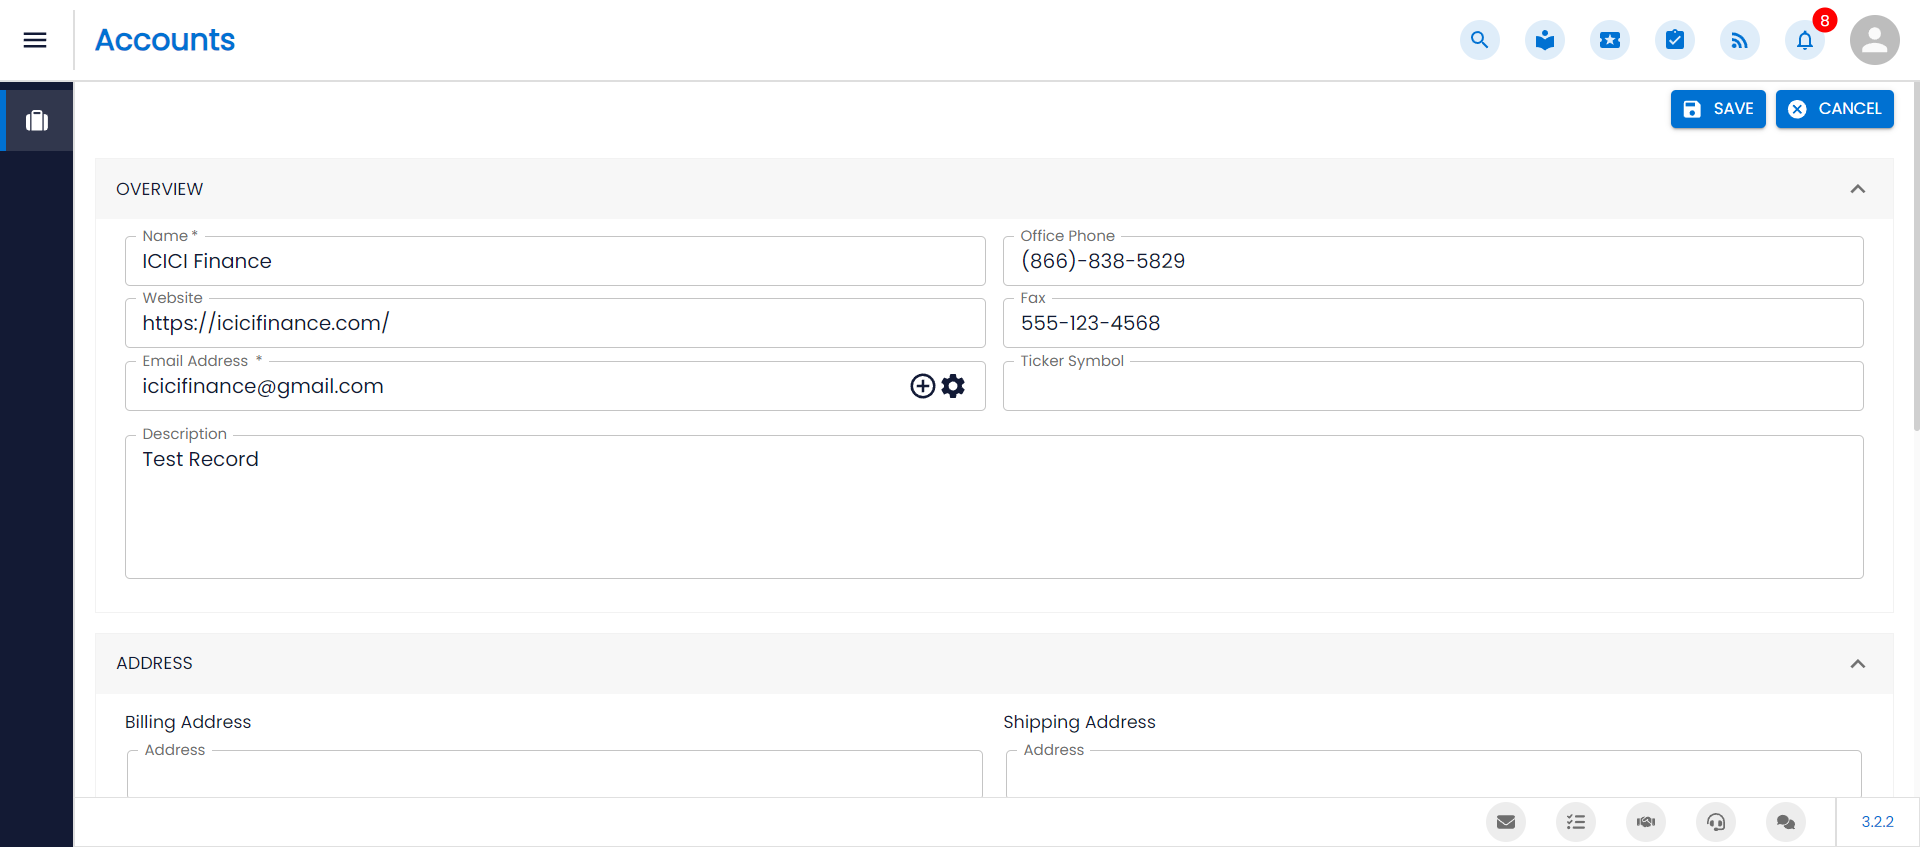 Accounts
8
SAVE
CANCEL
OVERVIEW
Name *
ICICI Finance
Office Phone
(866)-838-5829
Website
https://icicifinance.com/
Fax
555-123-4568
Email Address *
icicifinance@gmail.com
Ticker Symbol
Description
Test Record
ADDRESS
Billing Address
Shipping Address
Address
Address
3.2.2